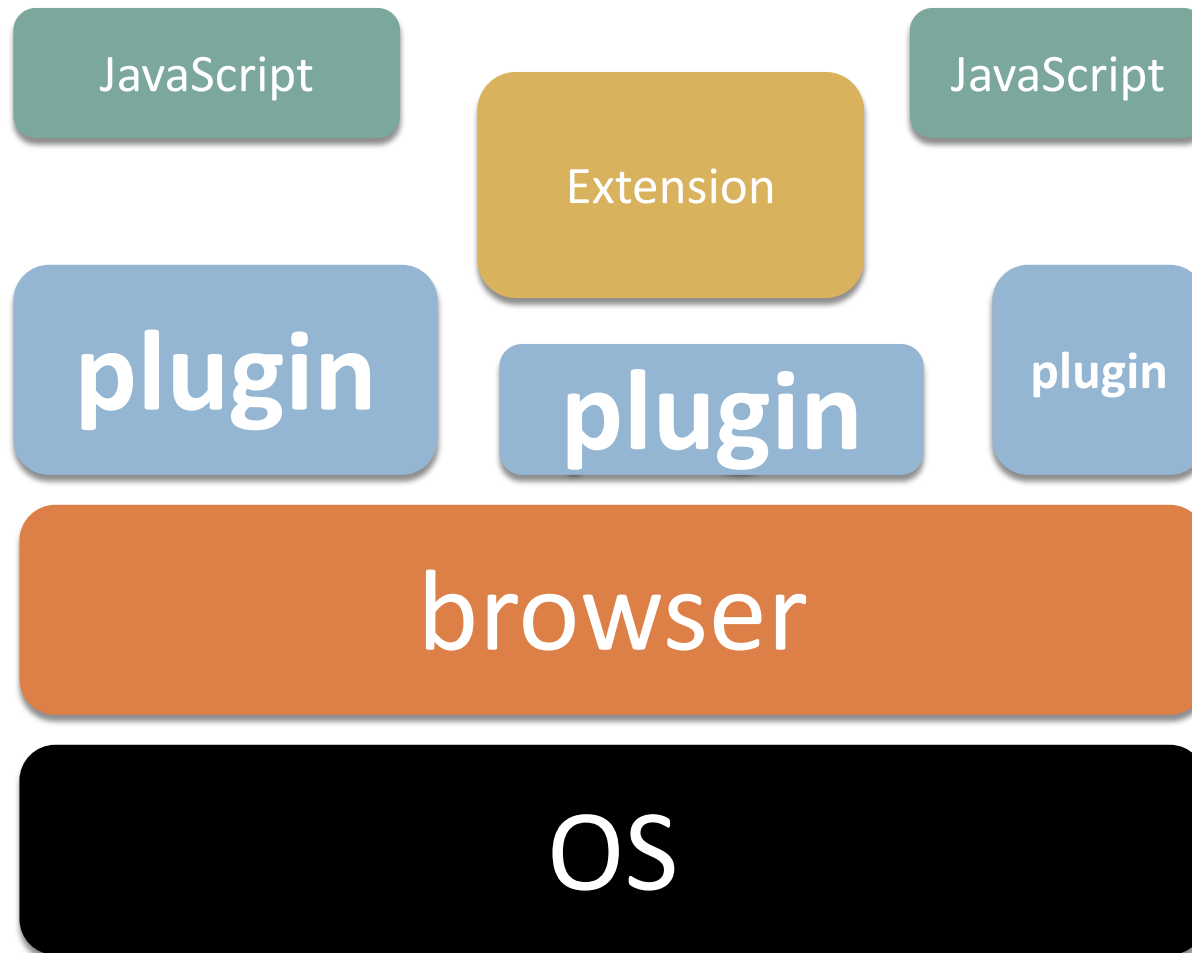 JavaScript
JavaScript
Extension
plugin
plugin
plugin
browser
OS